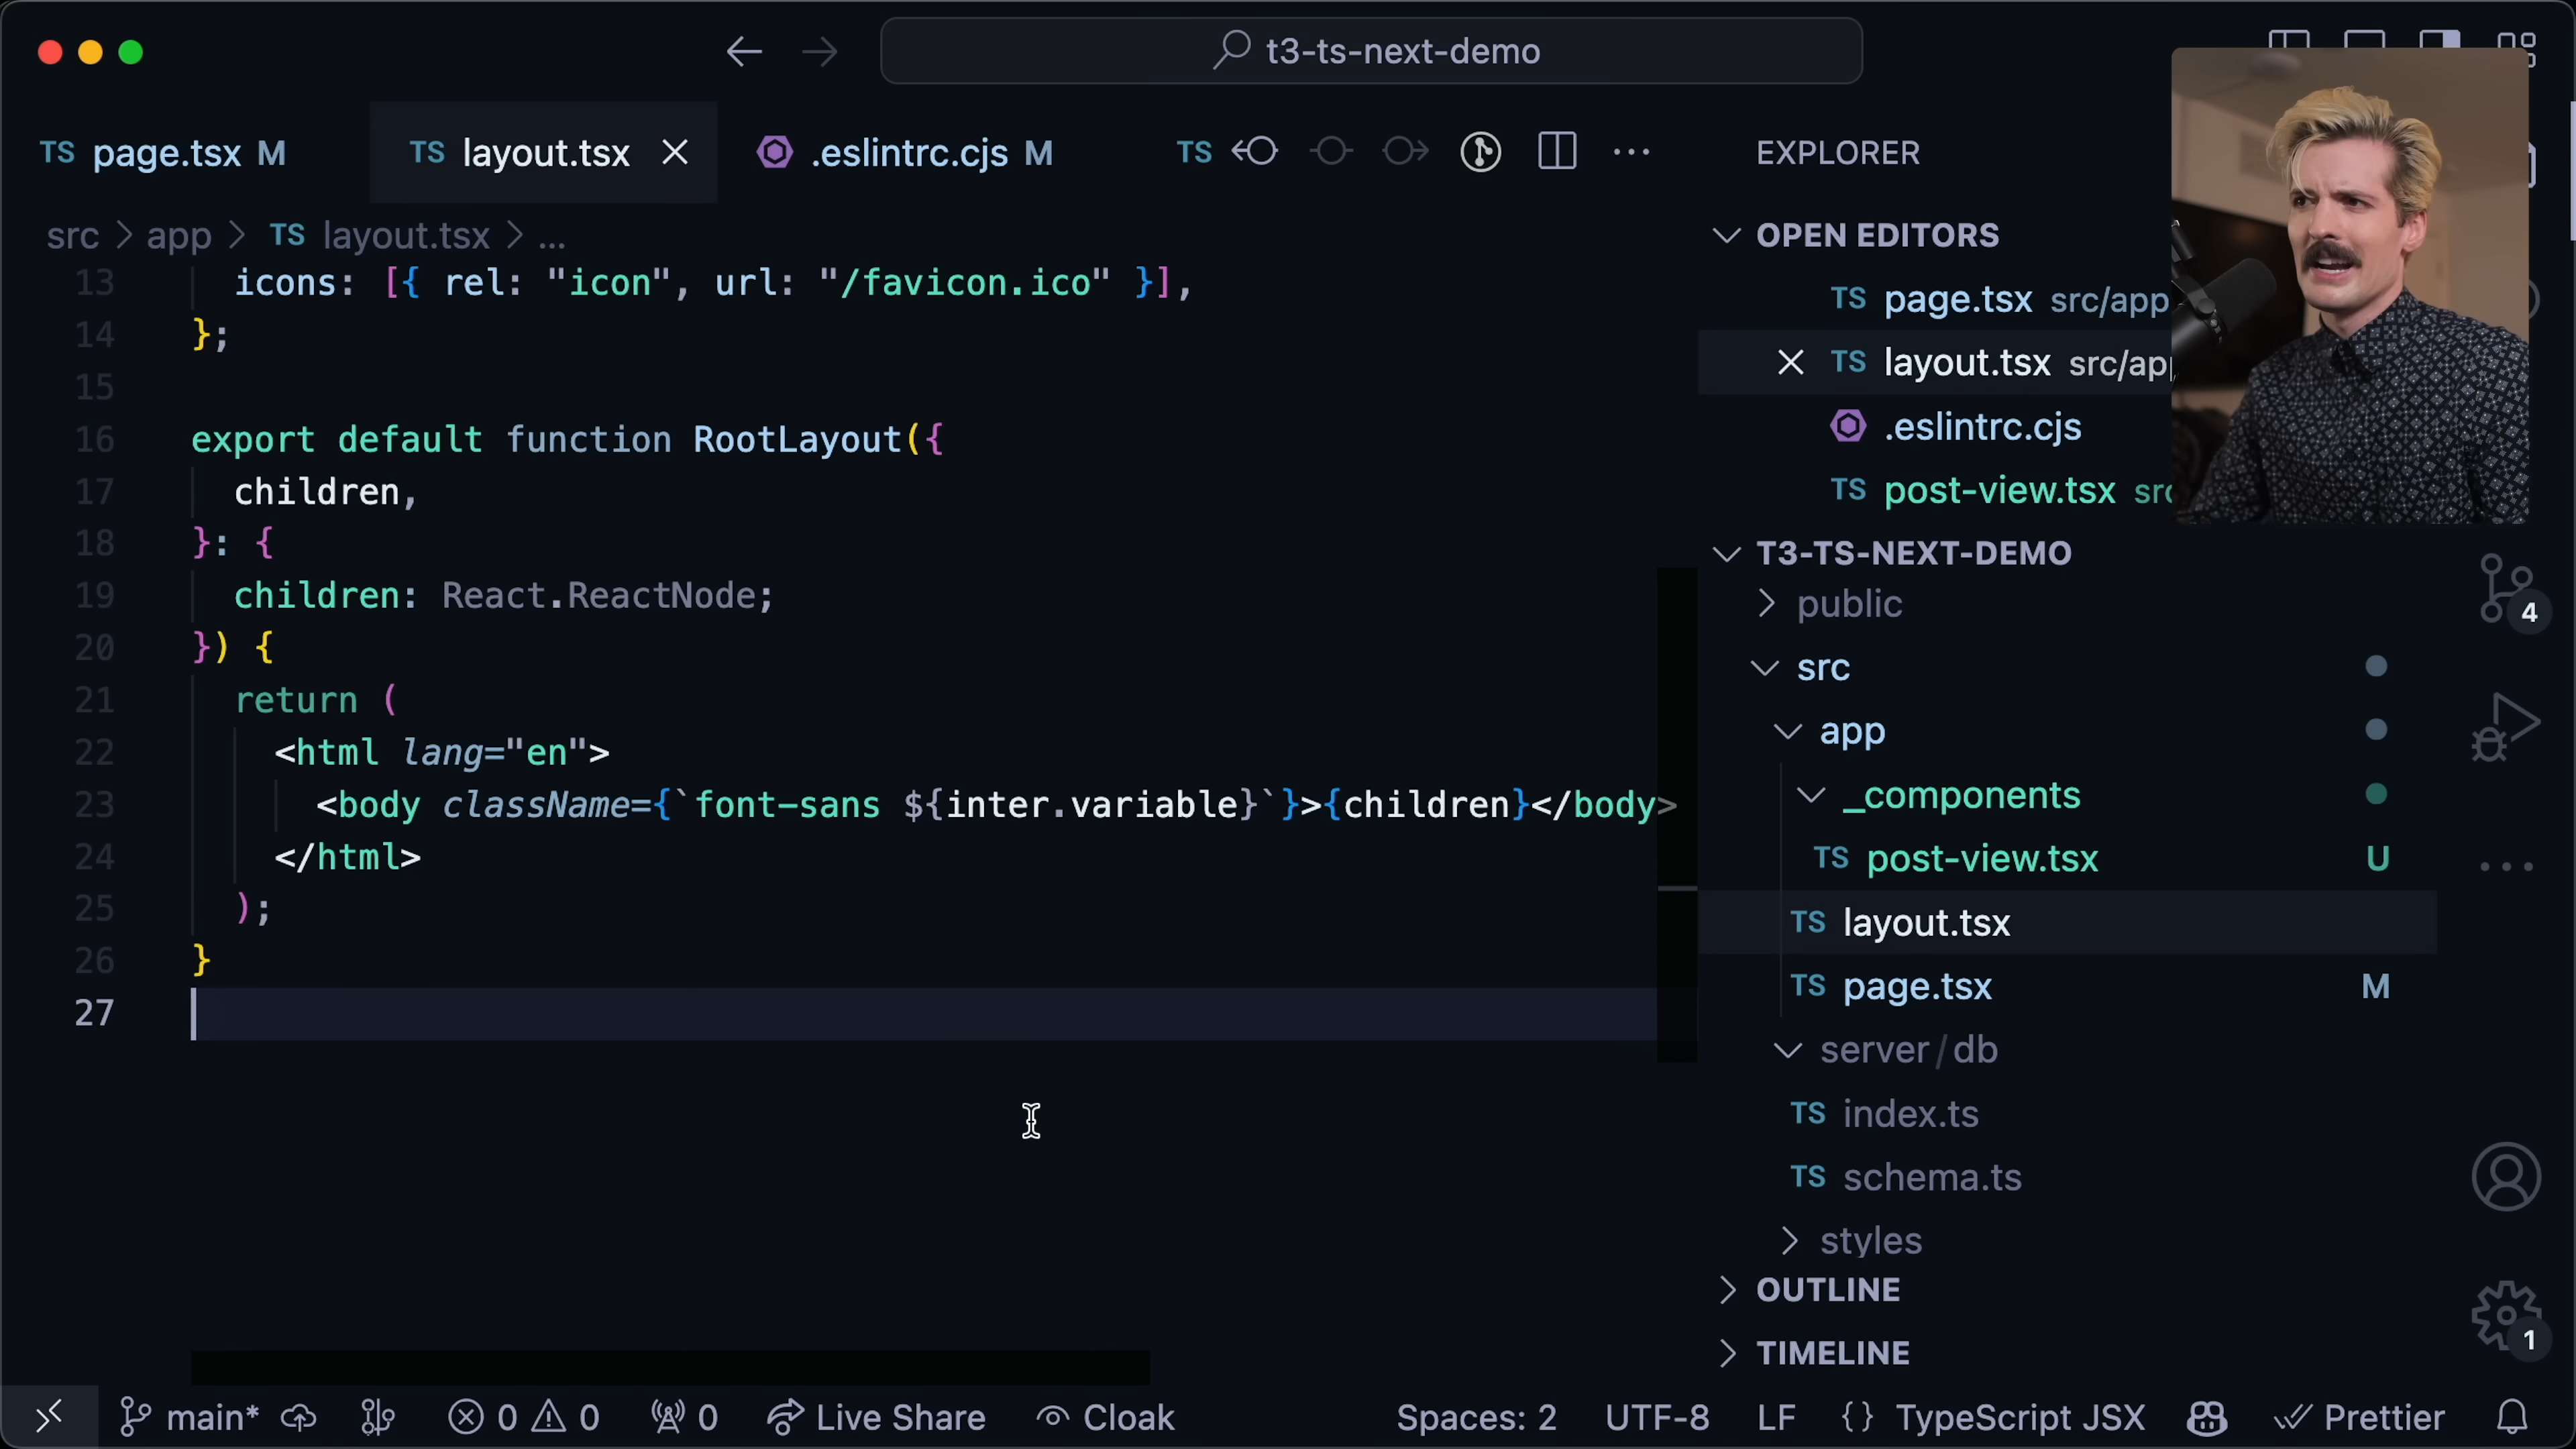 t3-ts-next-demo
TS page.tsx M
TS layout.tsx
.eslintrc.cjs M
TS
src > app > TS layout.tsx > ...
13 icons: [{ rel: "icon", url: "/favicon.ico" }],
14 };
15
16 export default function RootLayout({
17 children,
18 }: {
19 children: React.ReactNode;
20 }) {
21 return (
22 <html lang="en">
23 <body className={`font-sans ${inter.variable}`}>{children}</body>
24 </html>
25 );
26 }
27
EXPLORER
OPEN EDITORS
TS page.tsx src/app
TS layout.tsx src/app
.eslintrc.cjs
TS post-view.tsx src
T3-TS-NEXT-DEMO
public
src
app
_components
TS post-view.tsx U
TS layout.tsx
TS page.tsx M
server/db
TS index.ts
TS schema.ts
styles
OUTLINE
TIMELINE
4
1
main* 0 0 0 Live Share Cloak Spaces: 2 UTF-8 LF {} TypeScript JSX Prettier